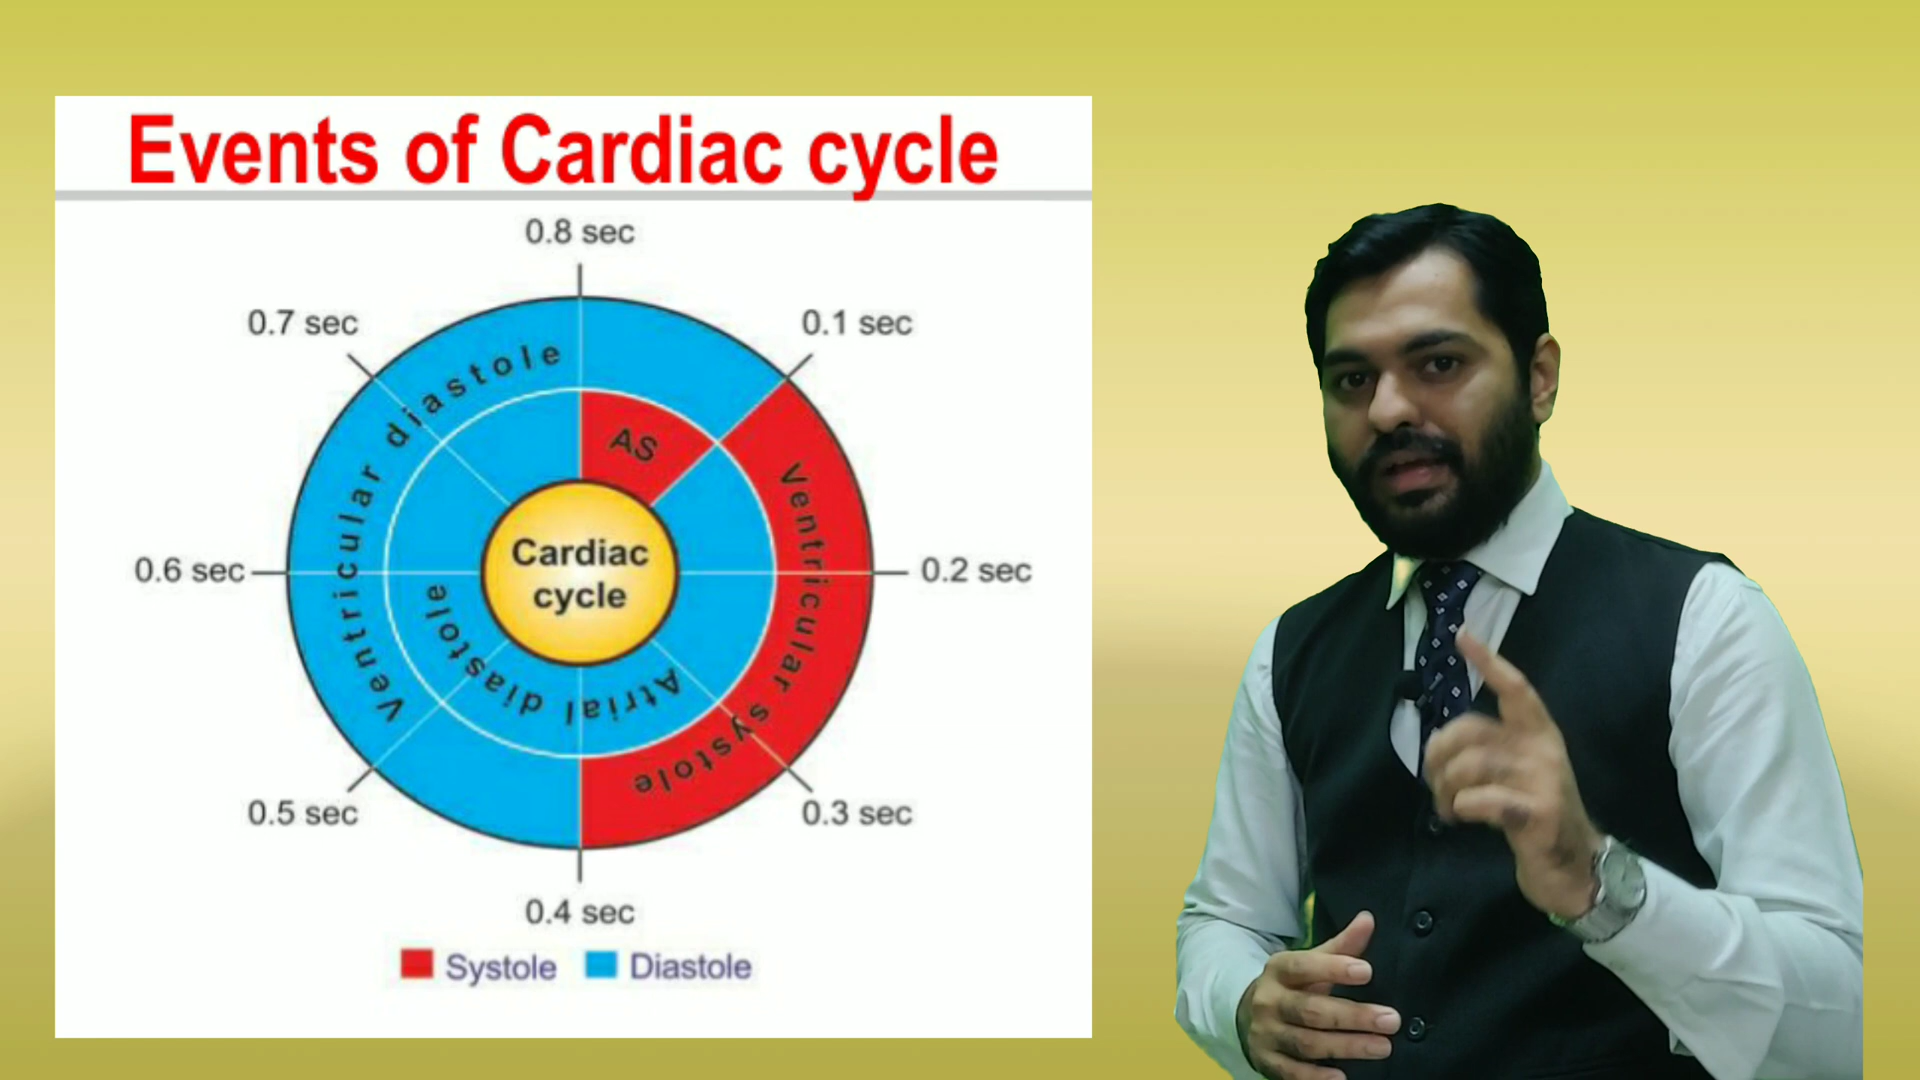 Events of Cardiac cycle
0.8 sec
0.7 sec
0.1 sec
Ventricular diastole
AS
Ventricular systole
Cardiac
cycle
0.6 sec
0.2 sec
Atrial diastole
0.5 sec
0.3 sec
0.4 sec
Systole
Diastole